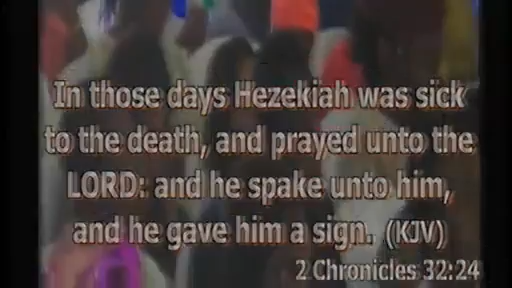 In those days Hezekiah was sick
to the death, and prayed unto the
LORD: and he spake unto him,
and he gave him a sign. (KJV)
2 Chronicles 32:24